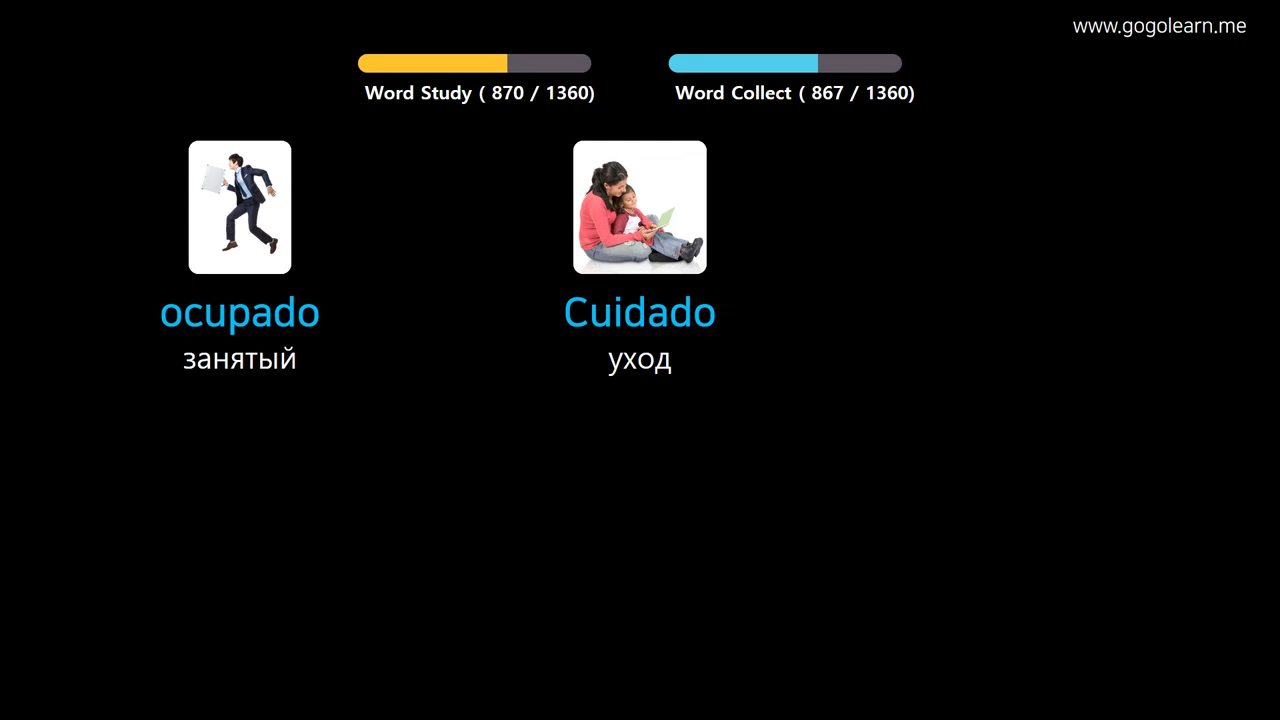 www.gogolearn.me
Word Study ( 870 / 1360)
Word Collect ( 867 / 1360)
ocupado
занятый
Cuidado
уход